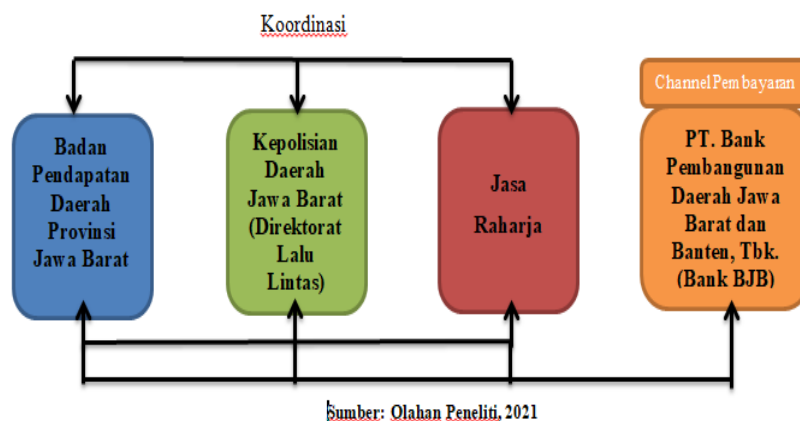 Koordinasi
Badan
Pendapatan
Daerah
Provinsi
Jawa Barat
Kepolisian
Daerah
Jawa Barat
(Direktorat
Lalu
Lintas)
Jasa
Raharja
Channel Pembayaran
PT. Bank
Pembangunan
Daerah Jawa
Barat dan
Banten, Tbk.
(Bank BJB)
Sumber: Olahan Peneliti, 2021